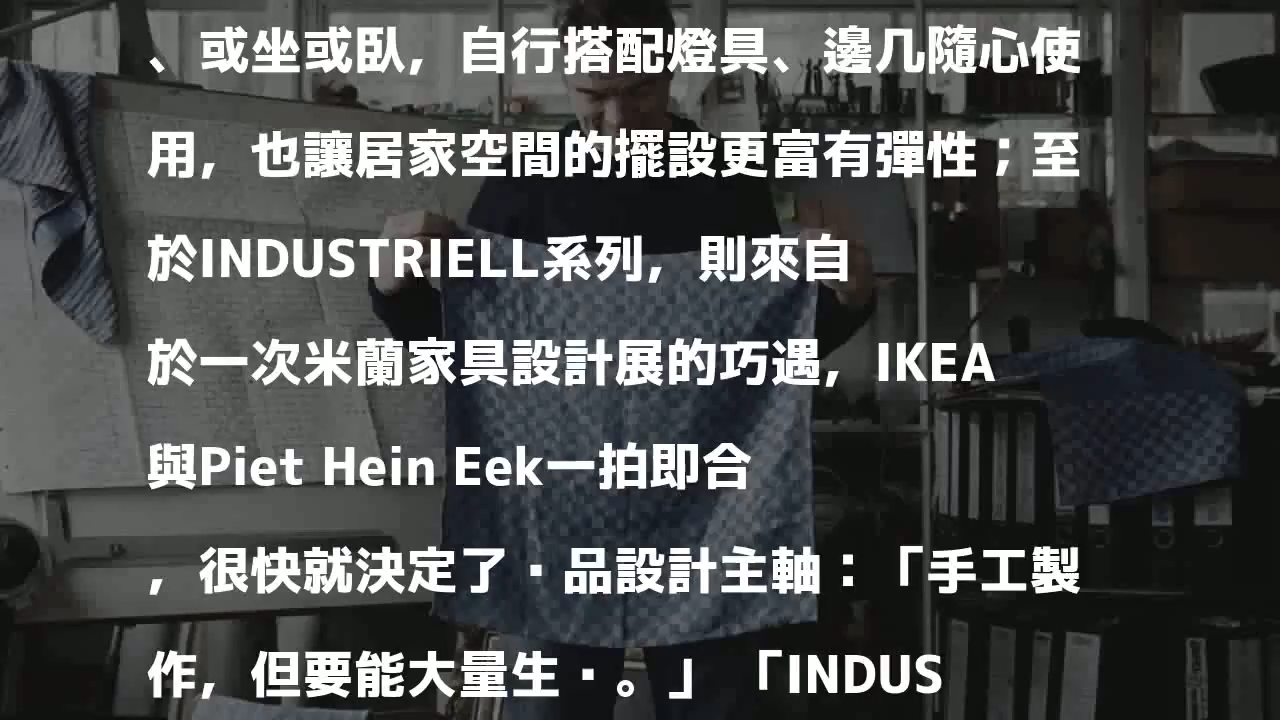 、或坐或臥，自行搭配燈具、邊几隨心使
用，也讓居家空間的擺設更富有彈性；至
於INDUSTRIELL系列，則來自
於一次米蘭家具設計展的巧遇，IKEA
與Piet Hein Eek一拍即合
，很快就決定了▪品設計主軸：「手工製
作，但要能大量生▪。」 「INDUS